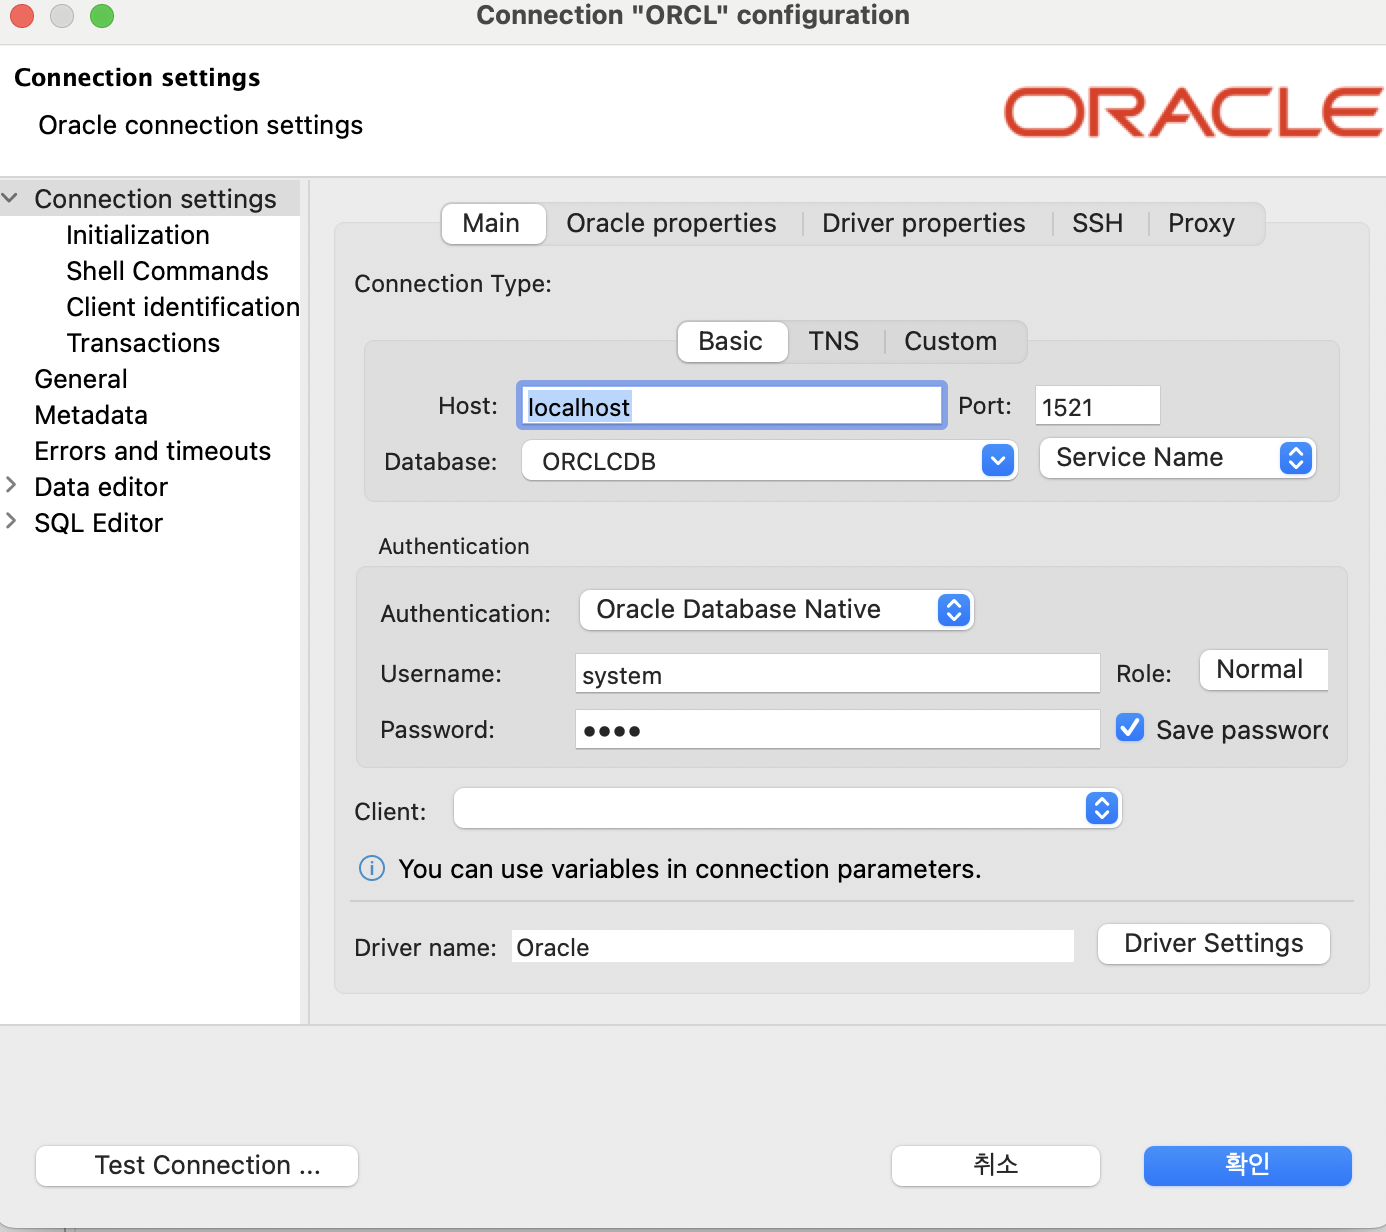 Connection "ORCL" configuration
Connection settings
Oracle connection settings
ORACLE
Connection settings
Initialization
Shell Commands
Client identification
Transactions
General
Metadata
Errors and timeouts
Data editor
SQL Editor
Main Oracle properties Driver properties SSH Proxy
Connection Type:
Basic TNS Custom
Host: localhost Port: 1521
Database: ORCLCDB Service Name
Authentication
Authentication: Oracle Database Native
Username: system Role: Normal
Password: •••• Save password
Client:
You can use variables in connection parameters.
Driver name: Oracle Driver Settings
Test Connection ... 취소 확인